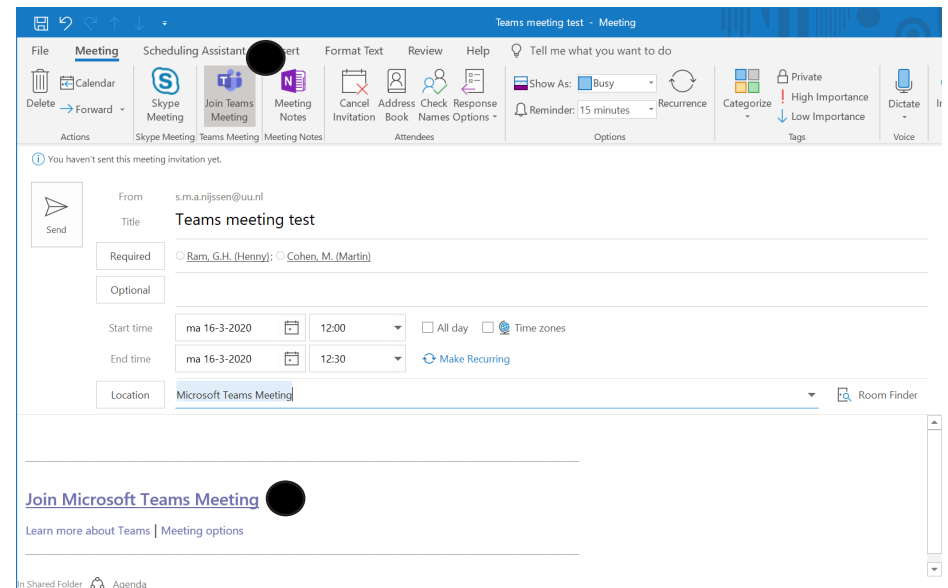 Teams meeting test - Meeting
File Meeting Scheduling Assistant sert Format Text Review Help Tell me what you want to do
Delete Calendar Forward Skype Meeting Join Teams Meeting Meeting Notes Cancel Invitation Address Book Check Names Response Options Show As: Busy Reminder: 15 minutes Recurrence Categorize Private High Importance Low Importance Dictate
Actions Skype Meeting Teams Meeting Meeting Notes Attendees Options Tags Voice
You haven't sent this meeting invitation yet.
Send
From s.m.a.nijssen@uu.nl
Title Teams meeting test
Required Ram, G.H. (Henny); Cohen, M. (Martin)
Optional
Start time ma 16-3-2020 12:00 All day Time zones
End time ma 16-3-2020 12:30 Make Recurring
Location Microsoft Teams Meeting Room Finder
Join Microsoft Teams Meeting
Learn more about Teams | Meeting options
In Shared Folder Agenda